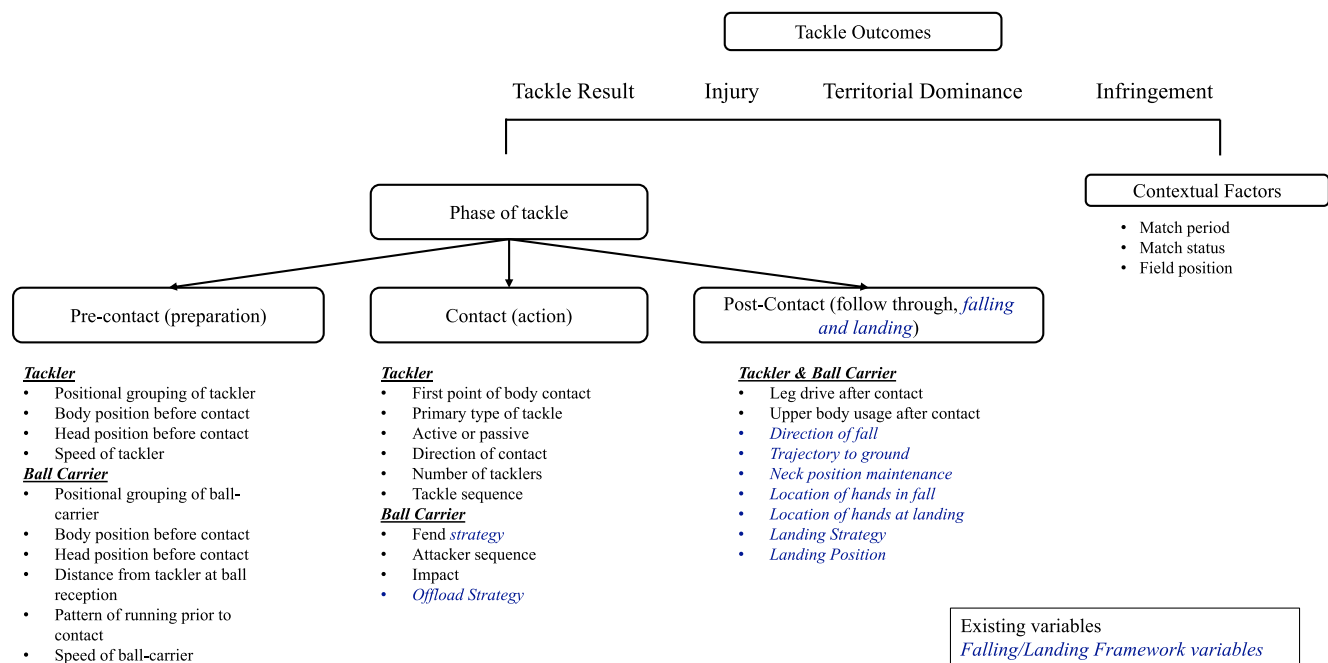 Tackle Outcomes
Tackle Result
Injury
Territorial Dominance
Infringement
Contextual Factors
• Match period
• Match status
• Field position
Phase of tackle
Pre-contact (preparation)
Tackler
• Positional grouping of tackler
• Body position before contact
• Head position before contact
• Speed of tackler
Ball Carrier
• Positional grouping of ball-
carrier
• Body position before contact
• Head position before contact
• Distance from tackler at ball
reception
• Pattern of running prior to
contact
• Speed of ball-carrier
Contact (action)
Tackler
• First point of body contact
• Primary type of tackle
• Active or passive
• Direction of contact
• Number of tacklers
• Tackle sequence
Ball Carrier
• Fend strategy
• Attacker sequence
• Impact
• Offload Strategy
Post-Contact (follow through, falling
and landing)
Tackler & Ball Carrier
• Leg drive after contact
• Upper body usage after contact
• Direction of fall
• Trajectory to ground
• Neck position maintenance
• Location of hands in fall
• Location of hands at landing
• Landing Strategy
• Landing Position
Existing variables
Falling/Landing Framework variables